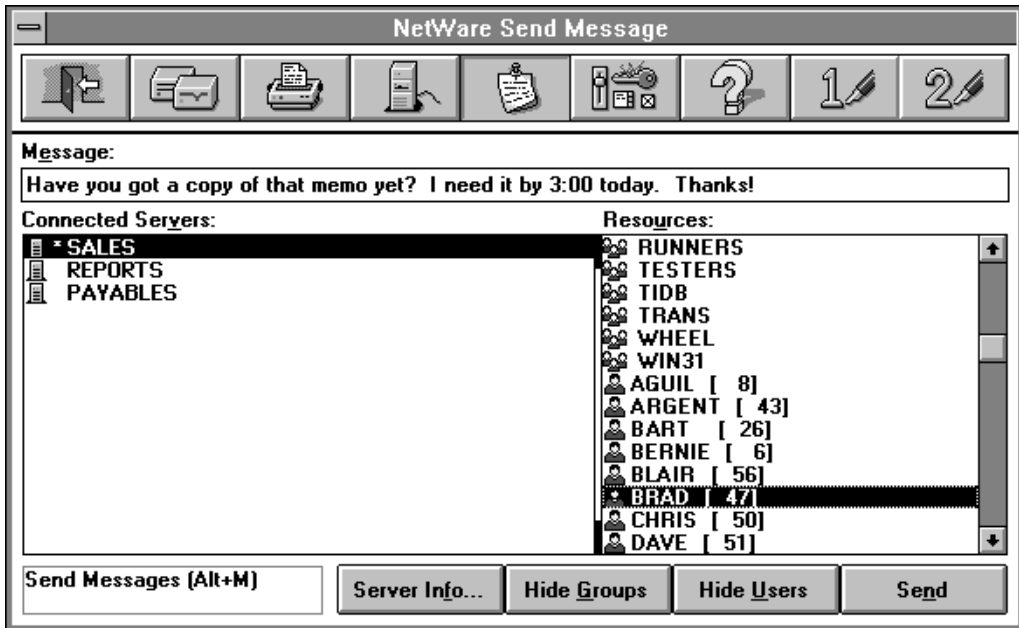 NetWare Send Message
1 2
Message:
Have you got a copy of that memo yet?  I need it by 3:00 today.  Thanks!
Connected Servers:
* SALES
REPORTS
PAYABLES
Resources:
RUNNERS
TESTERS
TIDB
TRANS
WHEEL
WIN31
AGUIL [  8]
ARGENT [ 43]
BART   [ 26]
BERNIE [  6]
BLAIR [ 56]
BRAD [ 47]
CHRIS [ 50]
DAVE [ 51]
Send Messages (Alt+M)
Server Info...
Hide Groups
Hide Users
Send